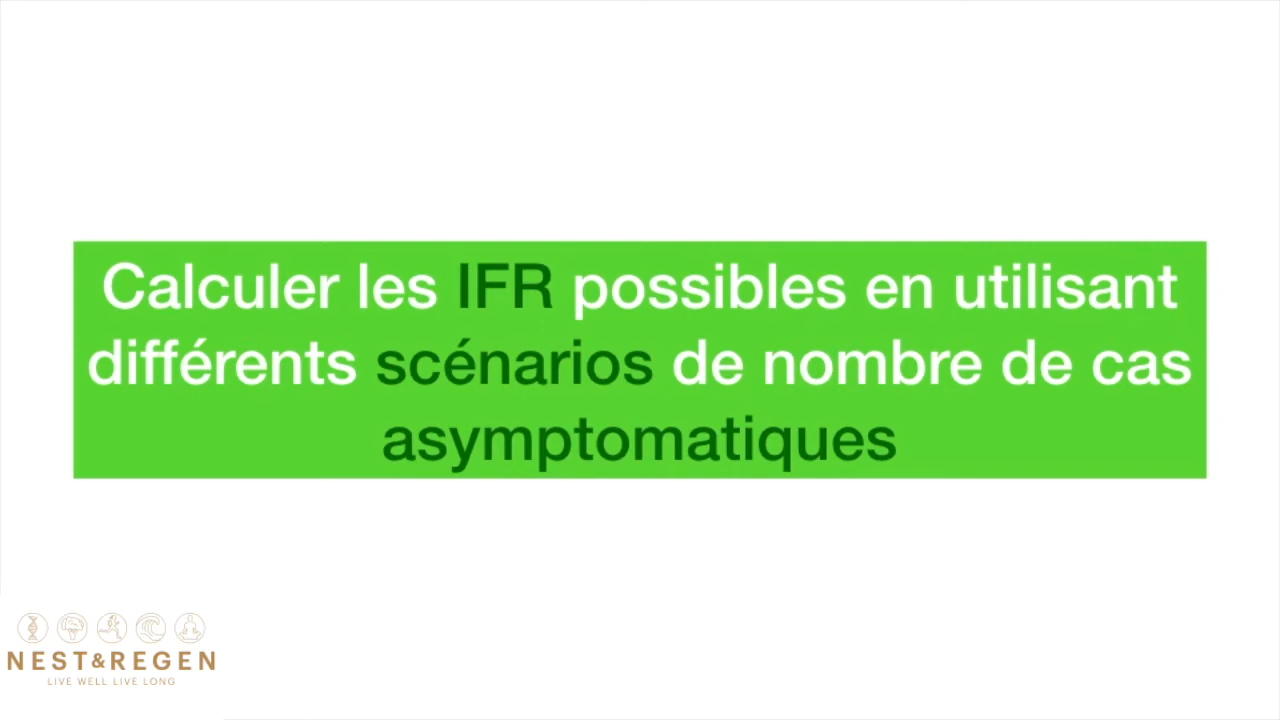 Calculer les IFR possibles en utilisant
différents scénarios de nombre de cas
asymptomatiques
NEST&REGEN
LIVE WELL LIVE LONG